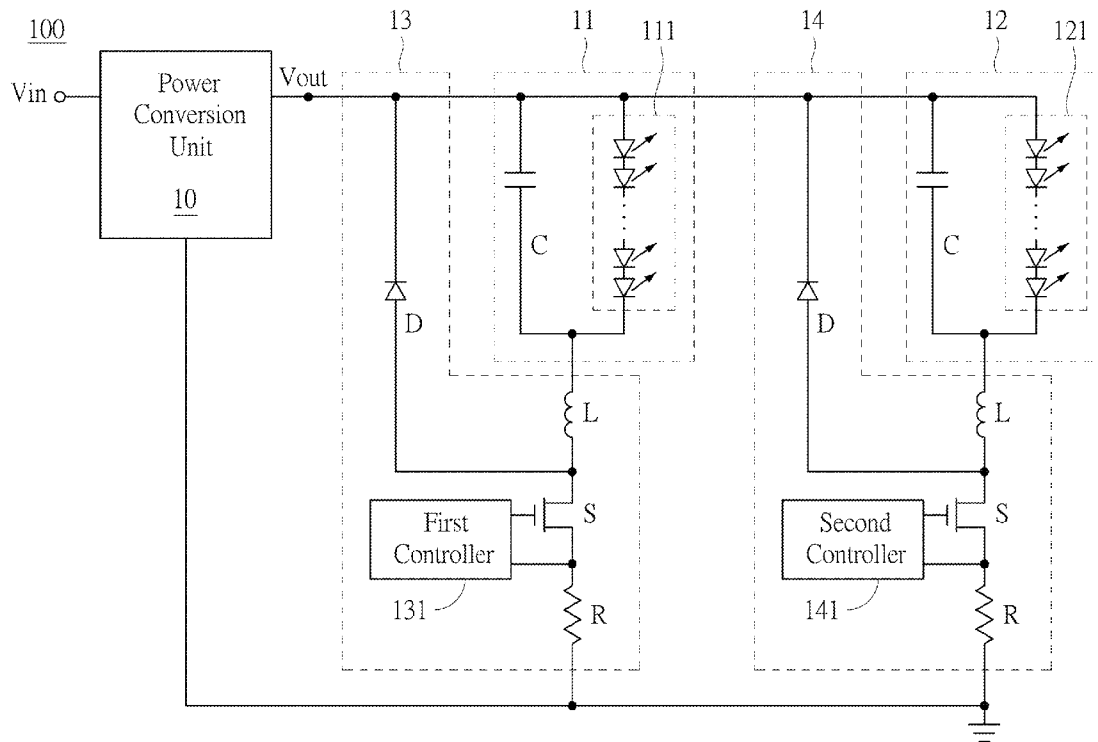 100
13
11
111
14
12
121
Vin
Power
Conversion
Unit
10
Vout
C
C
D
D
L
L
First
Controller
S
Second
Controller
S
131
R
141
R